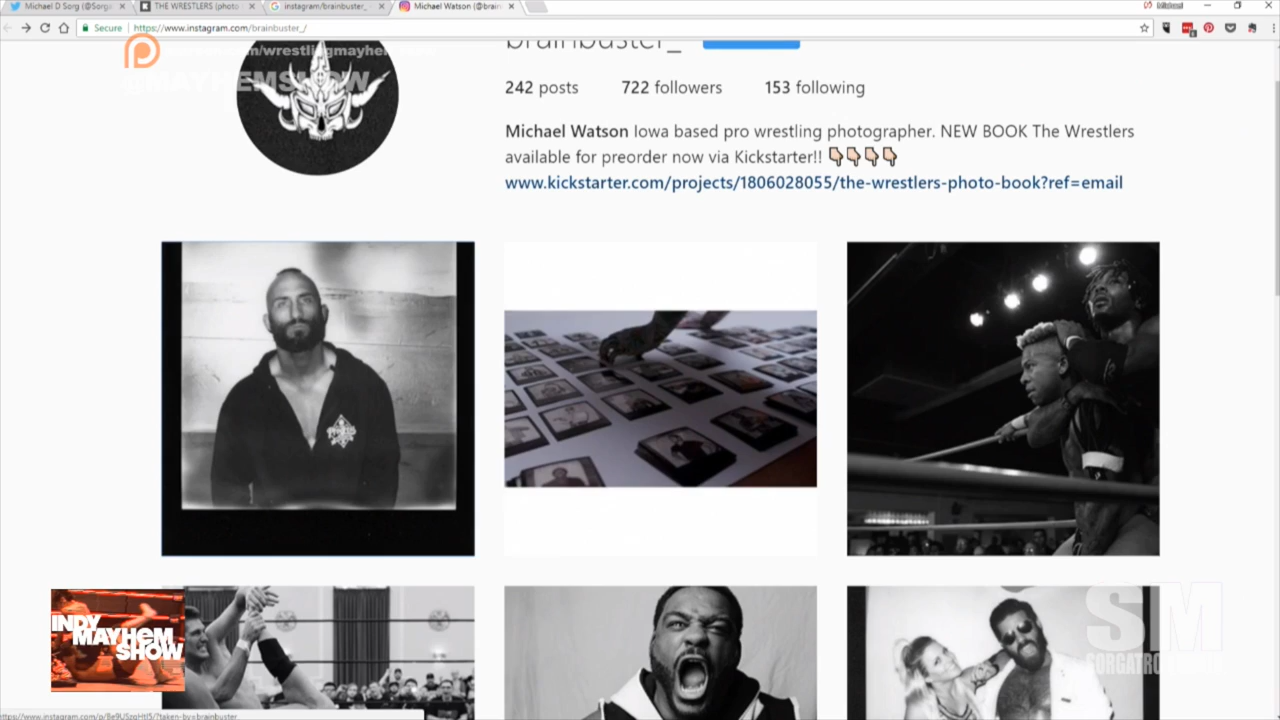 Michael D Sorg (@Sorga
THE WRESTLERS (photo
instagram/brainbuster_ -
Michael Watson (@brain
Secure
https://www.instagram.com/brainbuster_/
brainbuster_
@MAYHEMSHOW
242 posts
722 followers
153 following
Michael Watson Iowa based pro wrestling photographer. NEW BOOK The Wrestlers
available for preorder now via Kickstarter!! 👇🏻👇🏻👇🏻👇🏻
www.kickstarter.com/projects/1806028055/the-wrestlers-photo-book?ref=email
INDY
MAYHEM
SHOW
SM